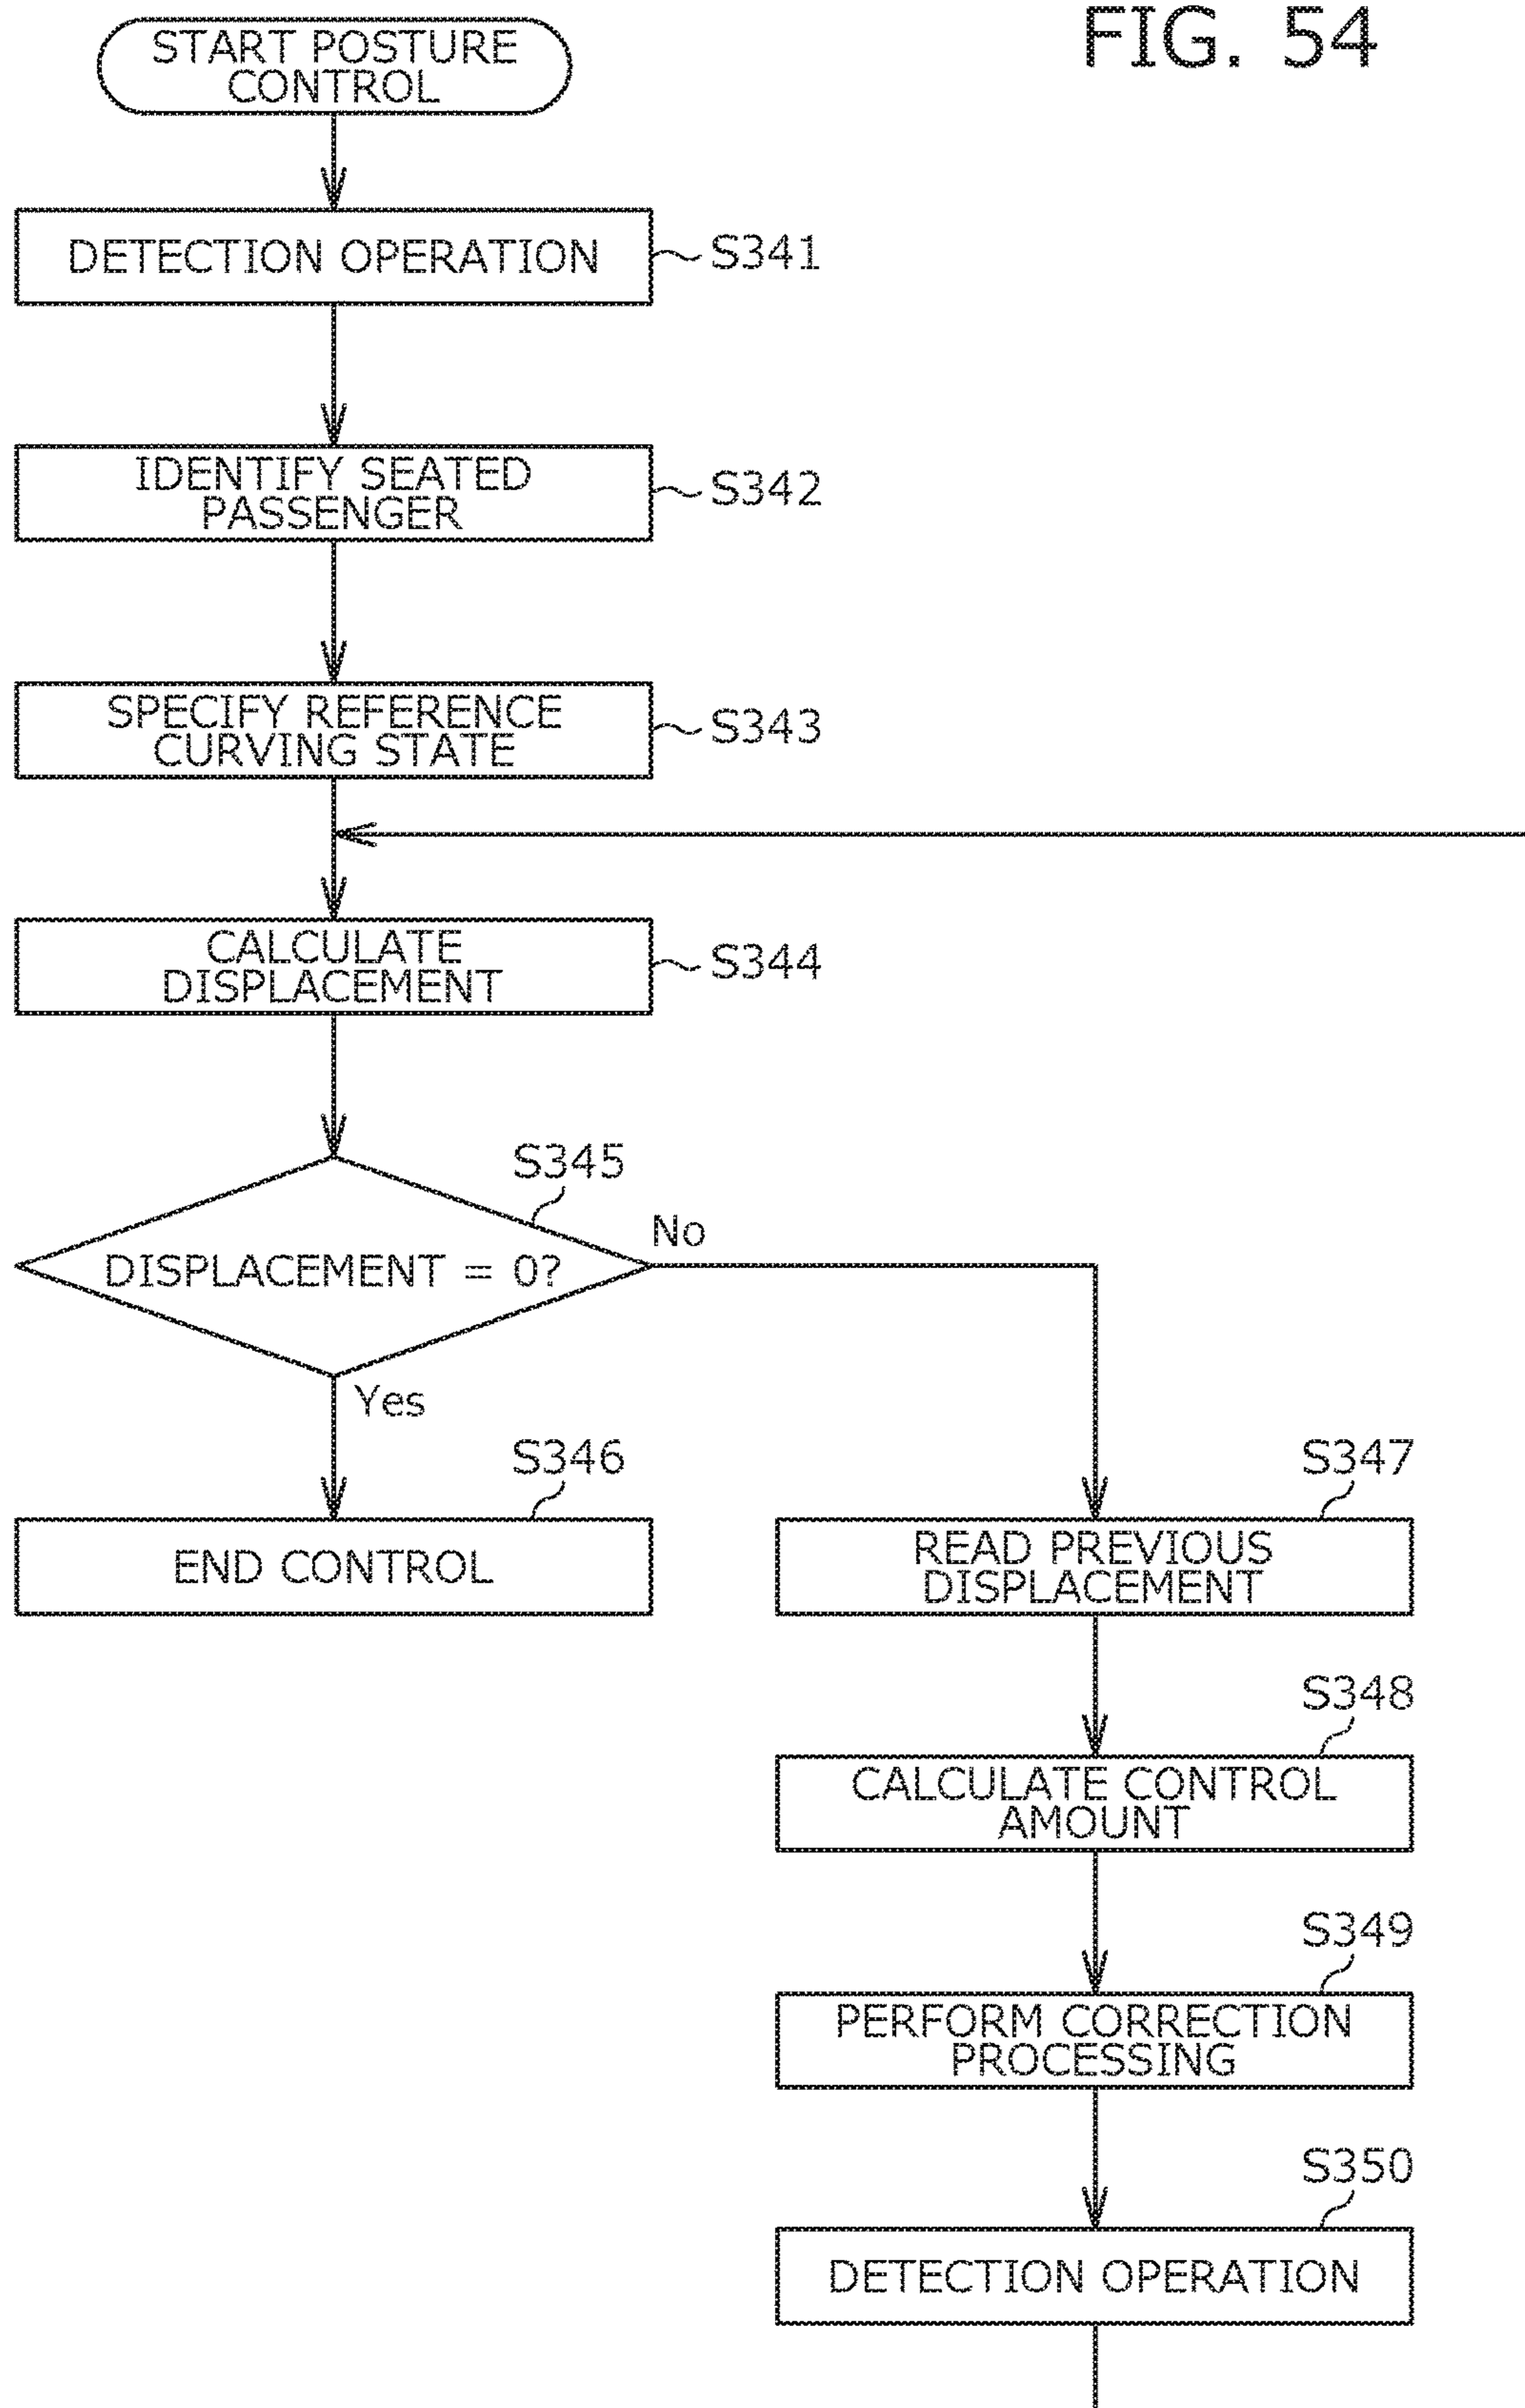 FIG. 54
START POSTURE
CONTROL
DETECTION OPERATION
S341
IDENTIFY SEATED
PASSENGER
S342
SPECIFY REFERENCE
CURVING STATE
S343
CALCULATE
DISPLACEMENT
S344
S345
DISPLACEMENT = 0?
No
Yes
S346
END CONTROL
S347
READ PREVIOUS
DISPLACEMENT
S348
CALCULATE CONTROL
AMOUNT
S349
PERFORM CORRECTION
PROCESSING
S350
DETECTION OPERATION